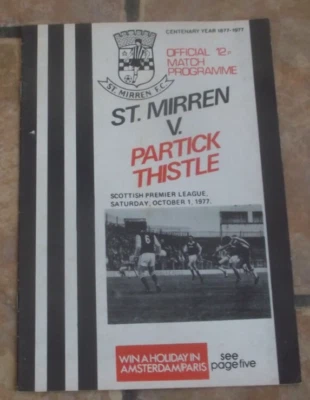 CENTENARY YEAR 1877-1977
OFFICIAL 12P
MATCH
PROGRAMME
ST. MIRREN F.C.
ST. MIRREN
V.
PARTICK
THISTLE
SCOTTISH PREMIER LEAGUE,
SATURDAY, OCTOBER 1, 1977.
6
WIN A HOLIDAY IN
AMSTERDAM/PARIS
see
page five